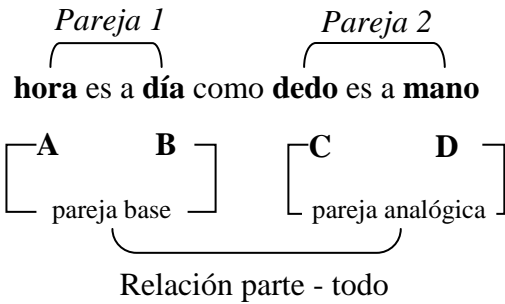 Pareja 1 Pareja 2
hora es a día como dedo es a mano
A B C D
pareja base pareja analógica
Relación parte - todo